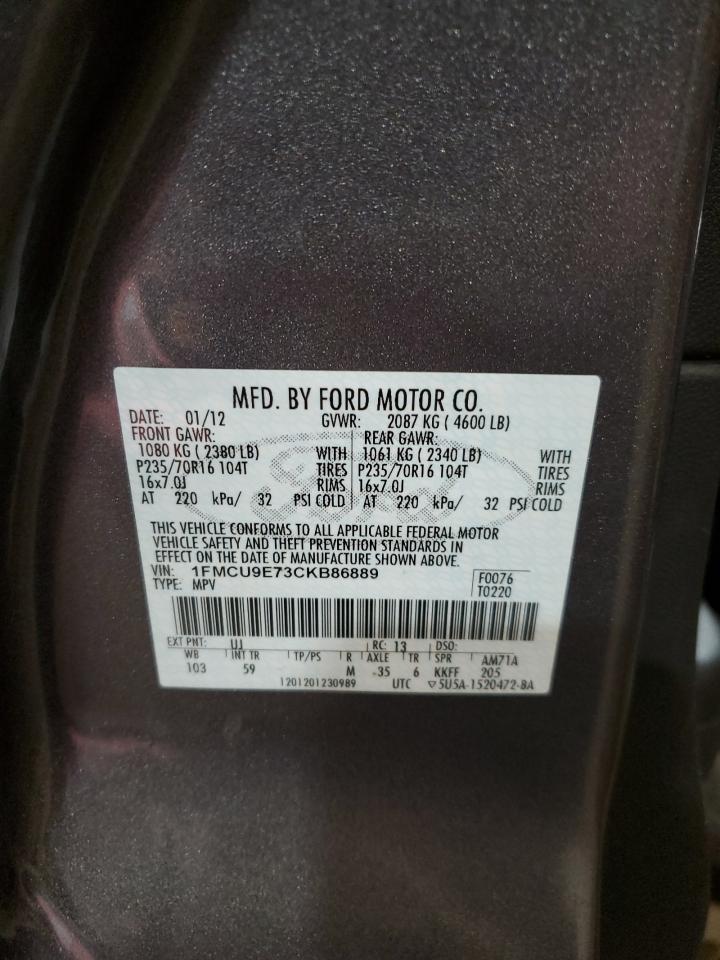 MFD. BY FORD MOTOR CO.
DATE: 01/12 GVWR: 2087 KG ( 4600 LB)
FRONT GAWR: REAR GAWR:
1080 KG ( 2380 LB) WITH 1061 KG ( 2340 LB) WITH
P235/70R16 104T TIRES P235/70R16 104T TIRES
16x7.0J RIMS 16x7.0J RIMS
AT 220 kPa/ 32 PSI COLD AT 220 kPa/ 32 PSI COLD
THIS VEHICLE CONFORMS TO ALL APPLICABLE FEDERAL MOTOR
VEHICLE SAFETY AND THEFT PREVENTION STANDARDS IN
EFFECT ON THE DATE OF MANUFACTURE SHOWN ABOVE.
VIN: 1FMCU9E73CKB86889 F0076
TYPE: MPV T0220
EXT PNT: UJ RC: 13 DSO:
WB INT TR TP/PS R AXLE TR SPR AM71A
103 59 M -35 6 KKFF 205
1201201230989 UTC ▽5U5A-1520472-BA